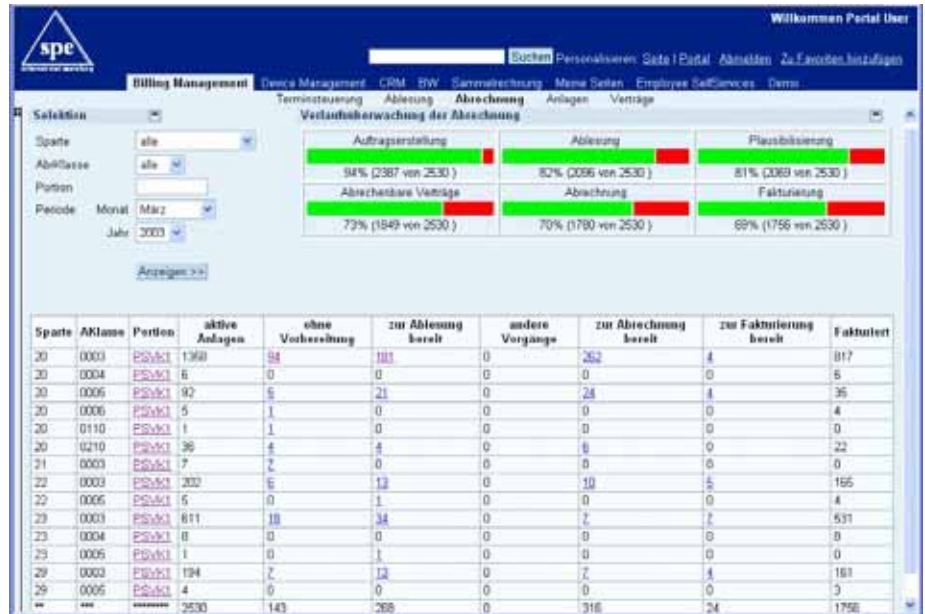 Willkommen Portal User
spe
Suchen Personalisieren: Seite | Portal Abmelden Zu Favoriten hinzufügen
Billing Management Device Management CRM BW Sammelrechnung Meine Seiten Employee SelfServices Demo
Terminsteuerung Ablesung Abrechnung Anlagen Verträge
Selektion
Verlaufsüberwachung der Abrechnung
Sparte alle
AbrKlasse alle
Portion
Periode Monat März
Jahr 2003
Anzeigen >>
Auftragserstellung Ablesung Plausibilisierung
94% (2387 von 2530 ) 82% (2096 von 2530 ) 81% (2069 von 2530 )
Abrechenbare Verträge Abrechnung Fakturierung
73% (1849 von 2530 ) 70% (1780 von 2530 ) 69% (1756 von 2530 )
Sparte AKlasse Portion aktive Anlagen ohne Vorbereitung zur Ablesung bereit andere Vorgänge zur Abrechnung bereit zur Fakturierung bereit Fakturiert
20 0003 PSVK1 1358 94 181 0 262 4 817
20 0004 PSVK1 6 0 0 0 0 0 6
20 0005 PSVK1 92 6 21 0 24 4 36
20 0006 PSVK1 5 1 0 0 0 0 4
20 0110 PSVK1 1 1 0 0 0 0 0
20 0210 PSVK1 36 4 4 0 6 0 22
21 0003 PSVK1 7 7 0 0 0 0 0
22 0003 PSVK1 202 6 13 0 10 5 165
22 0005 PSVK1 5 0 1 0 0 0 4
23 0003 PSVK1 611 18 34 0 7 7 531
23 0004 PSVK1 8 0 0 0 0 0 8
23 0005 PSVK1 1 0 1 0 0 0 0
29 0003 PSVK1 194 7 13 0 7 4 161
29 0005 PSVK1 4 0 0 0 0 0 3
** *** ******** 2530 143 268 0 316 24 1756